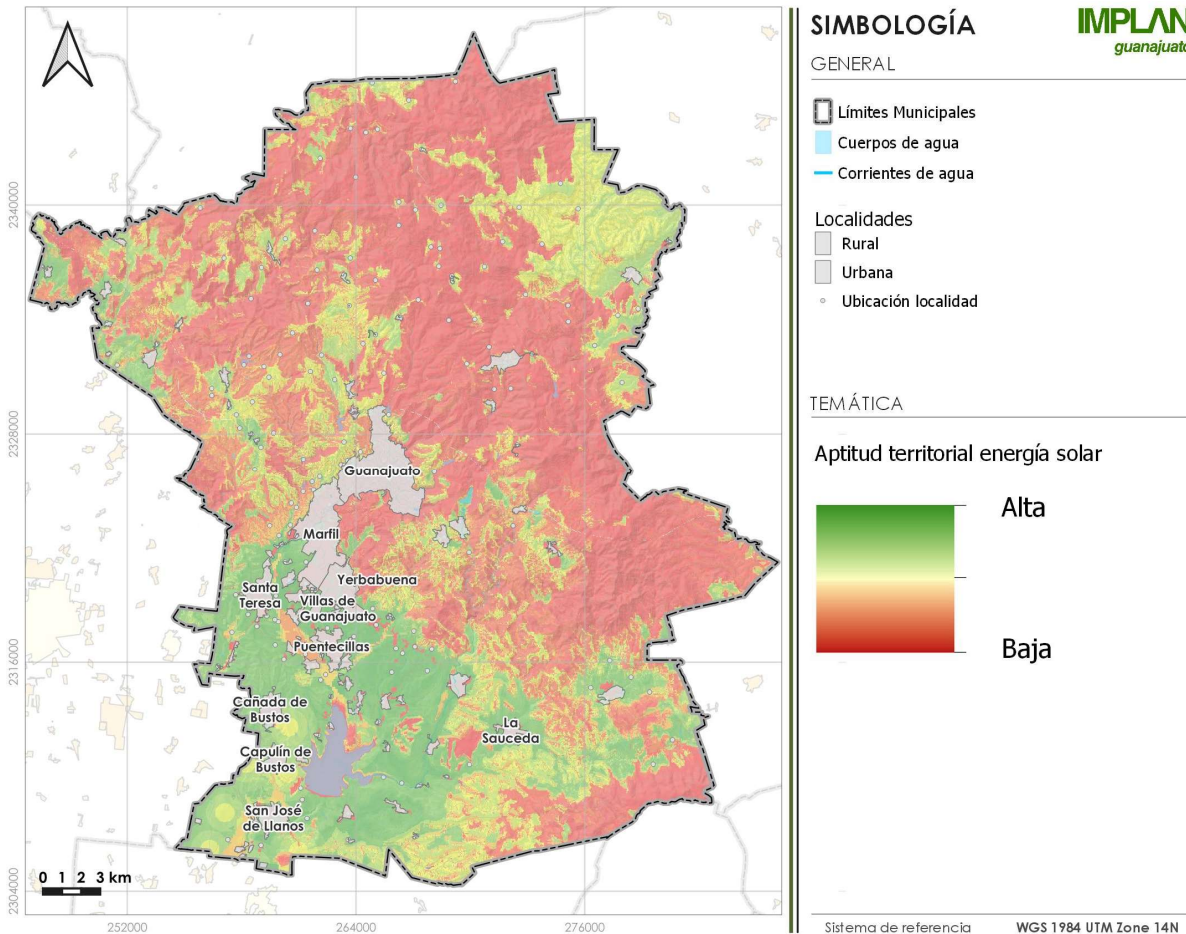 SIMBOLOGÍA
IMPLAN
guanajuato
GENERAL
Límites Municipales
Cuerpos de agua
Corrientes de agua
Localidades
Rural
Urbana
Ubicación localidad
TEMÁTICA
Aptitud territorial energía solar
Alta
Baja
Sistema de referencia
WGS 1984 UTM Zone 14N
2340000
2328000
2316000
2304000
252000
264000
276000
Guanajuato
Marfil
Yerbabuena
Santa
Teresa
Villas de
Guanajuato
Puentecillas
Cañada de
Bustos
La
Sauceda
Capulín de
Bustos
San José
de Llanos
0 1 2 3 km